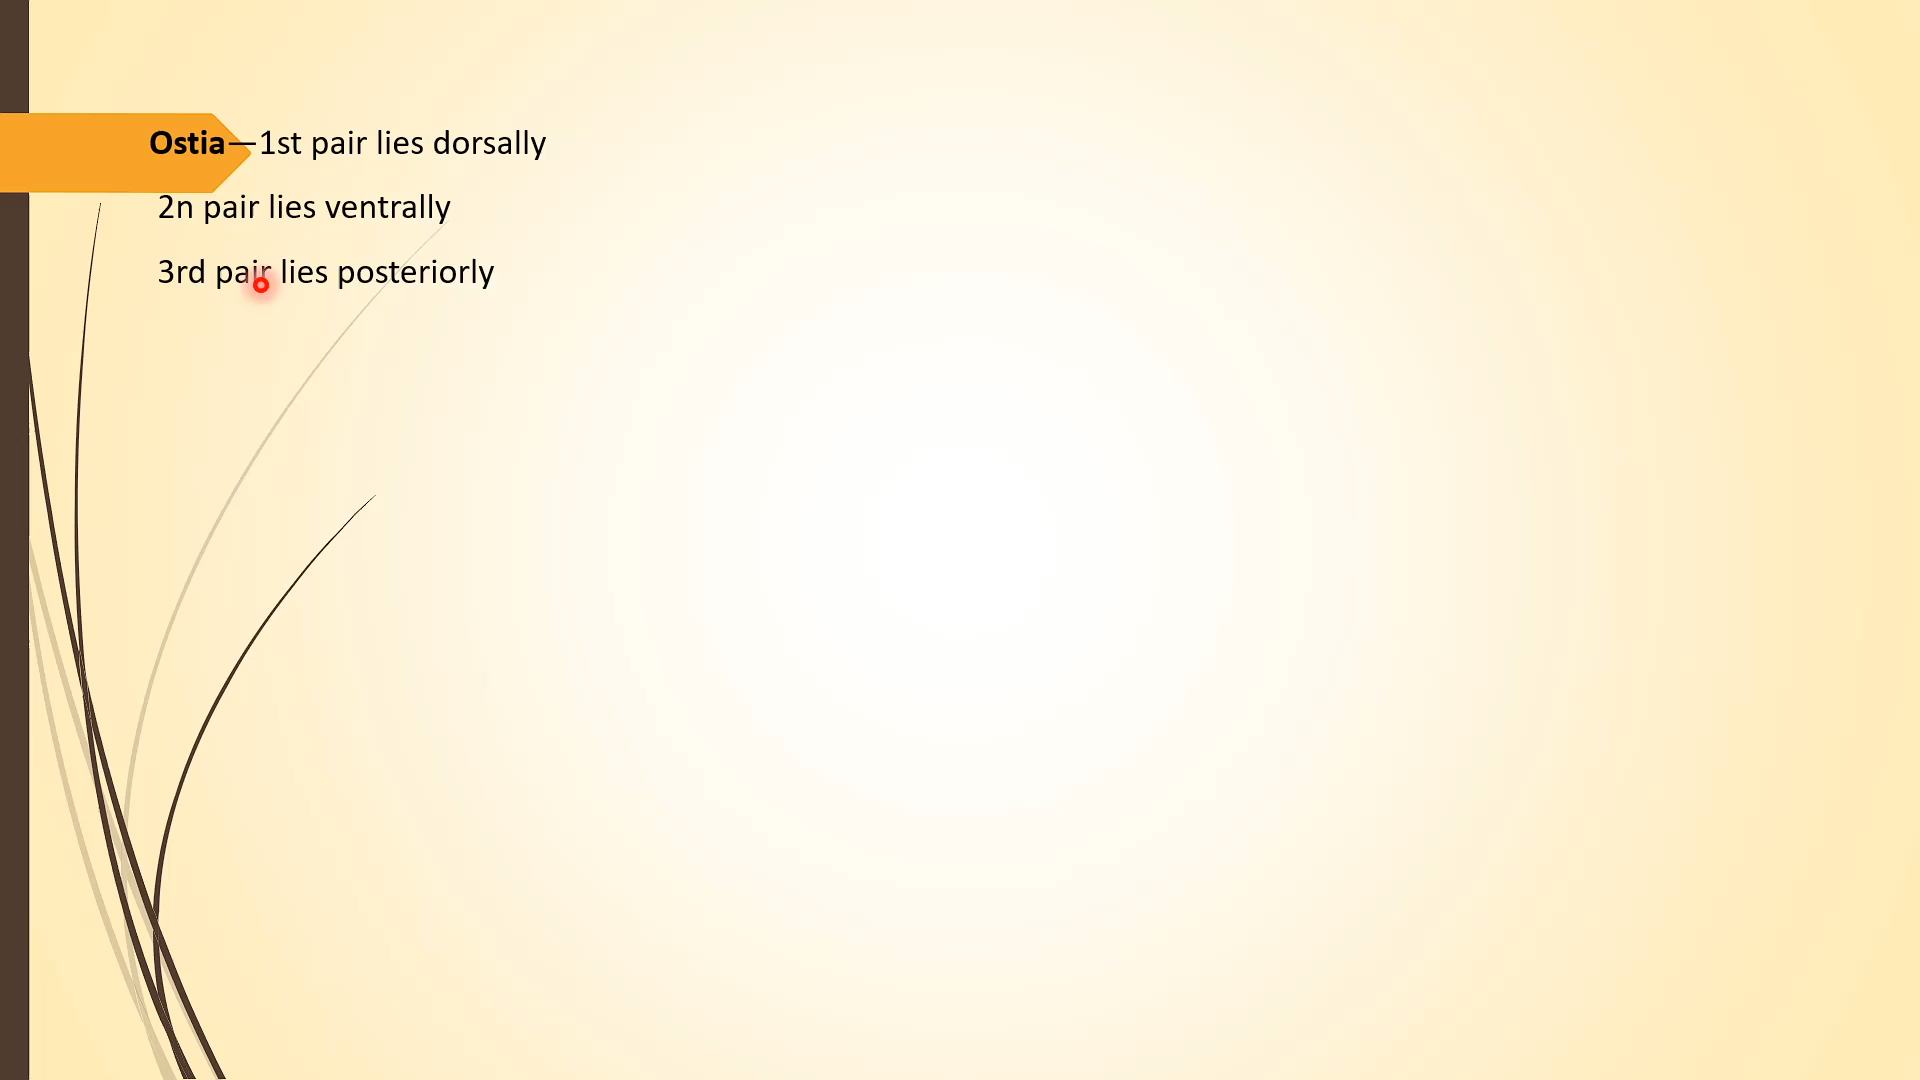 Ostia—1st pair lies dorsally
2n pair lies ventrally
3rd pair lies posteriorly